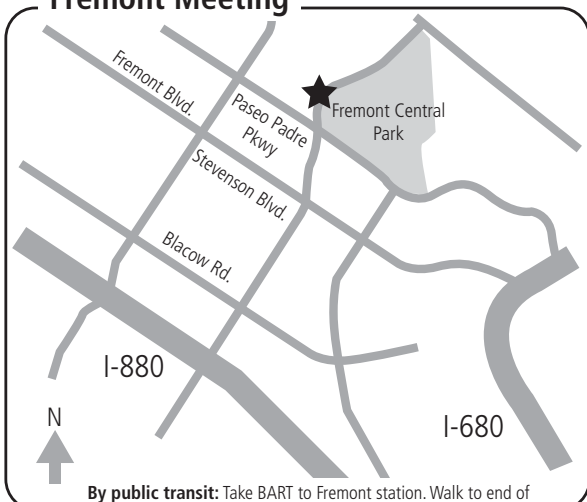 Fremont Meeting
Fremont Blvd.
Paseo Padre
Pkwy
Fremont Central
Park
Stevenson Blvd.
Blacow Rd.
I-880
I-680
N
By public transit: Take BART to Fremont station. Walk to end of